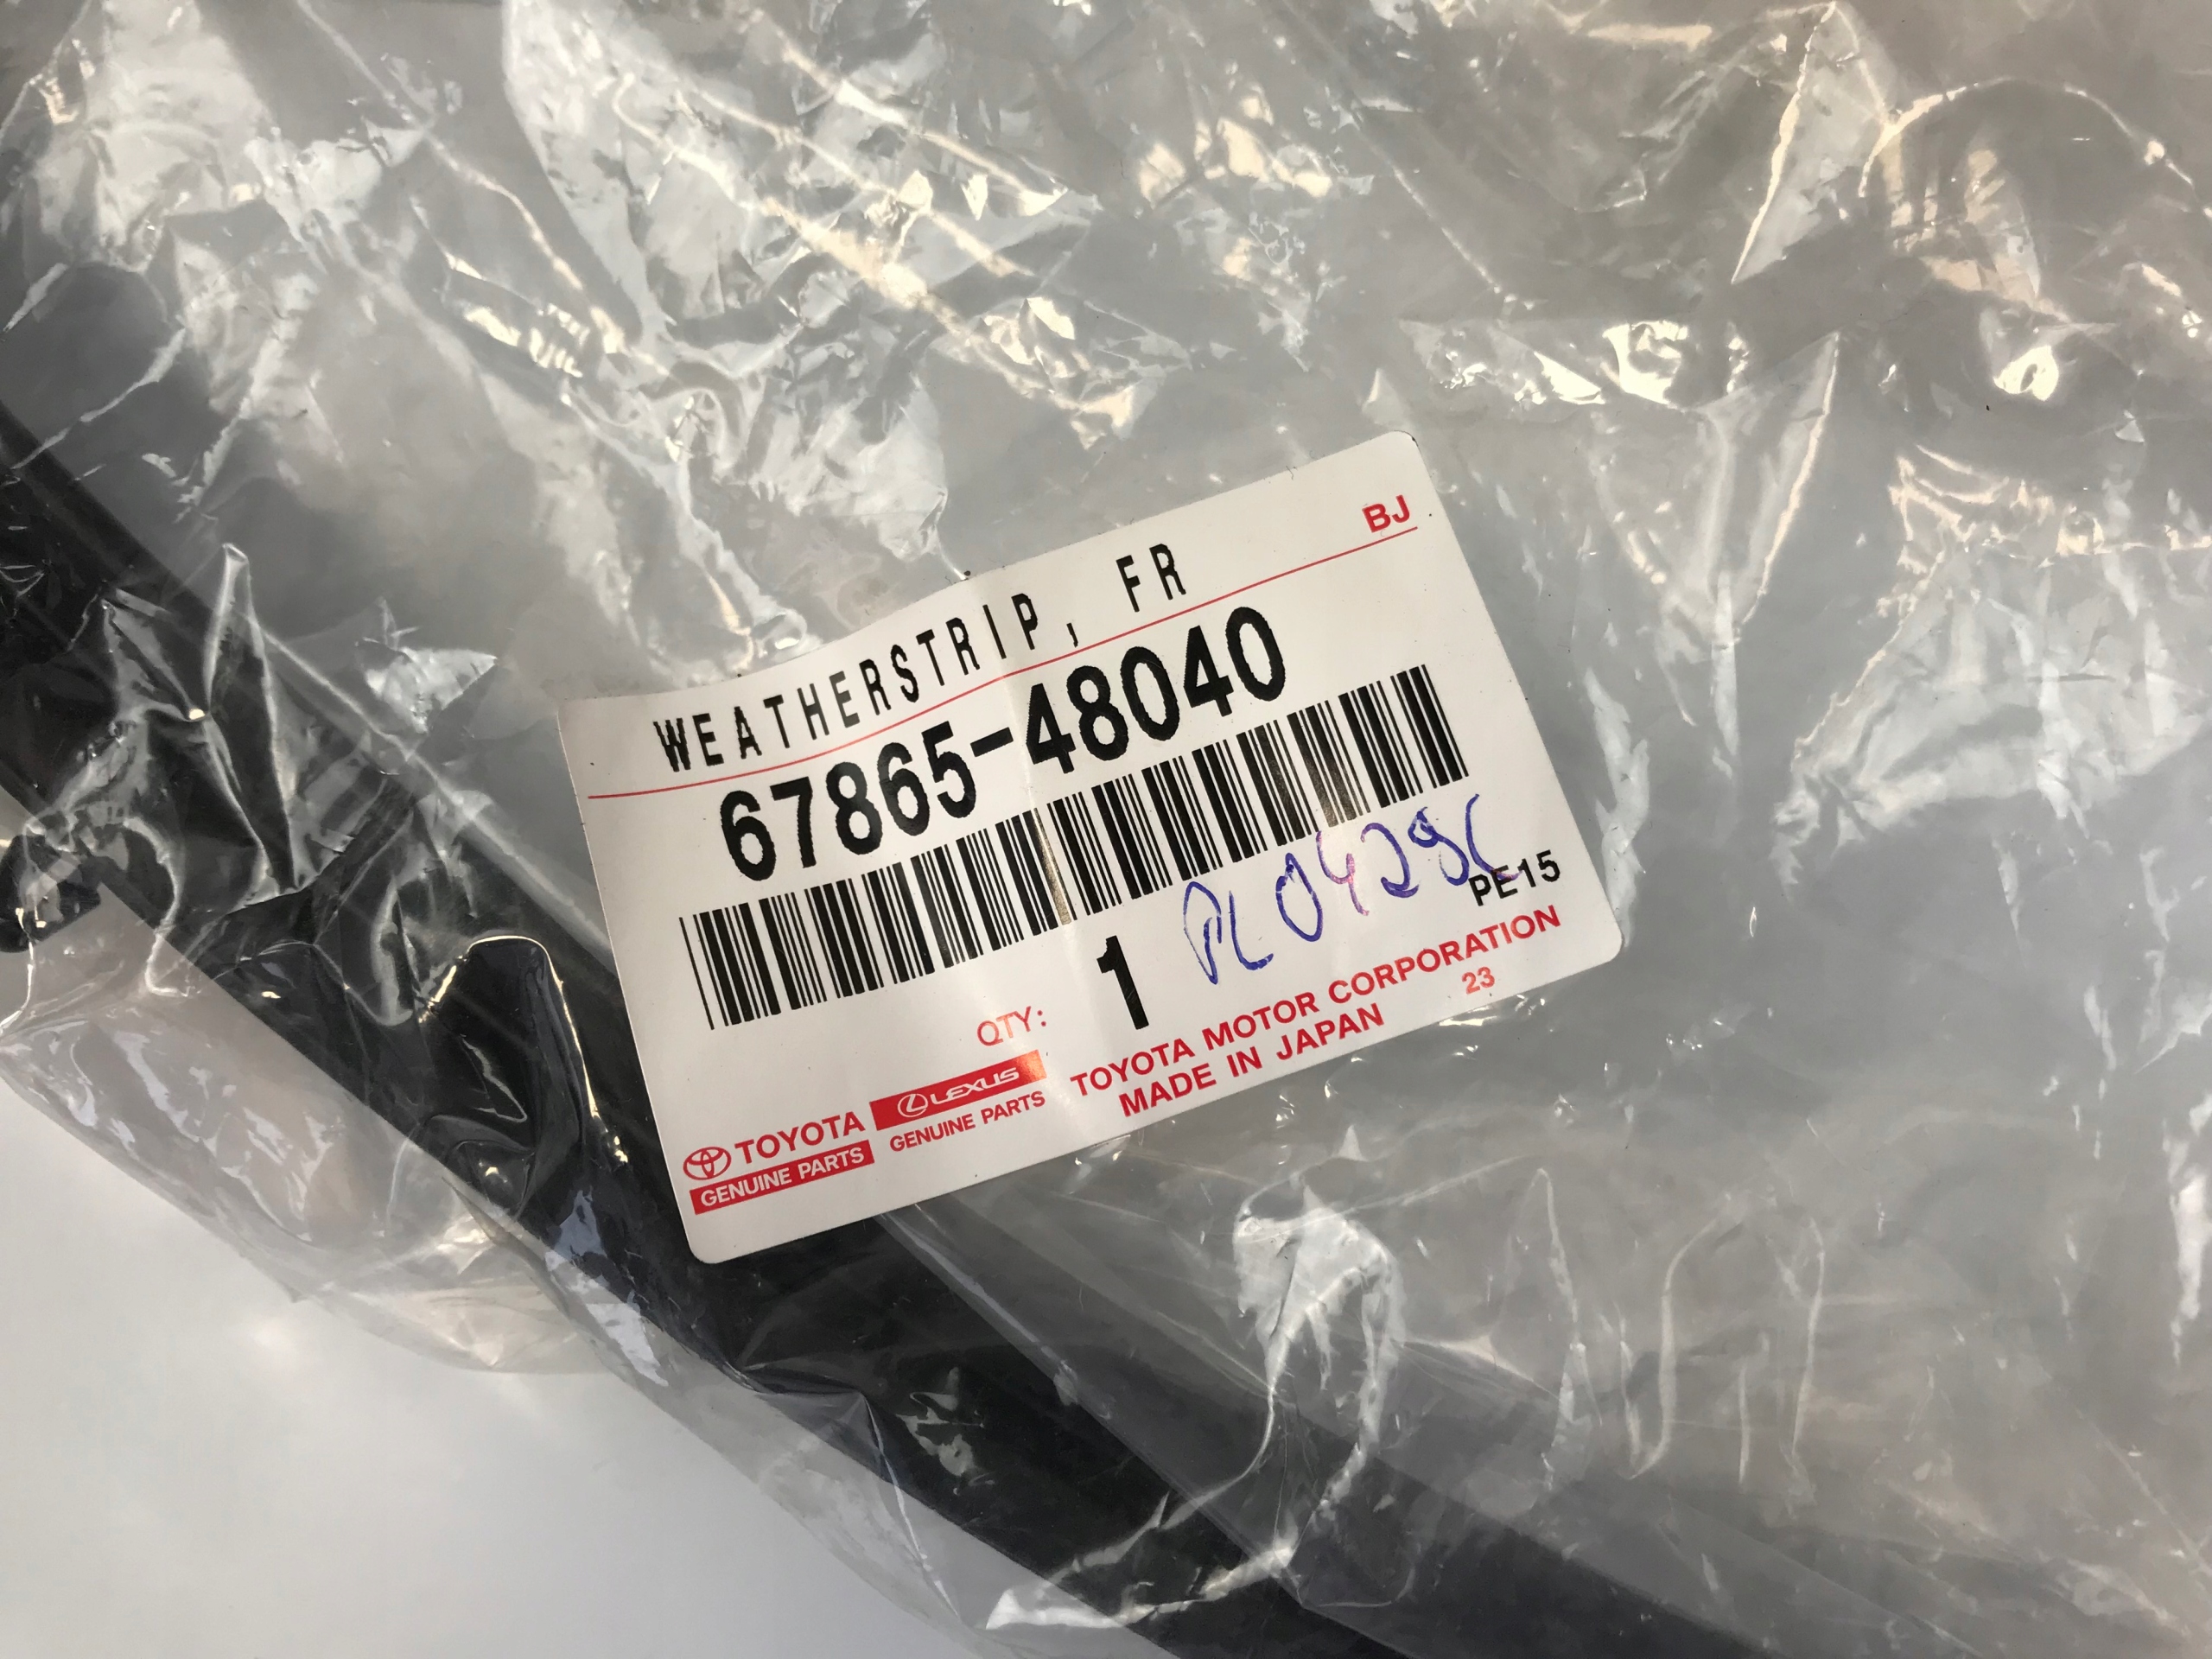 BJ
WEATHERSTRIP, FR
67865-48040
PL0429C
PE15
QTY: 1
TOYOTA MOTOR CORPORATION
MADE IN JAPAN 23
TOYOTA
GENUINE PARTS
LEXUS
GENUINE PARTS